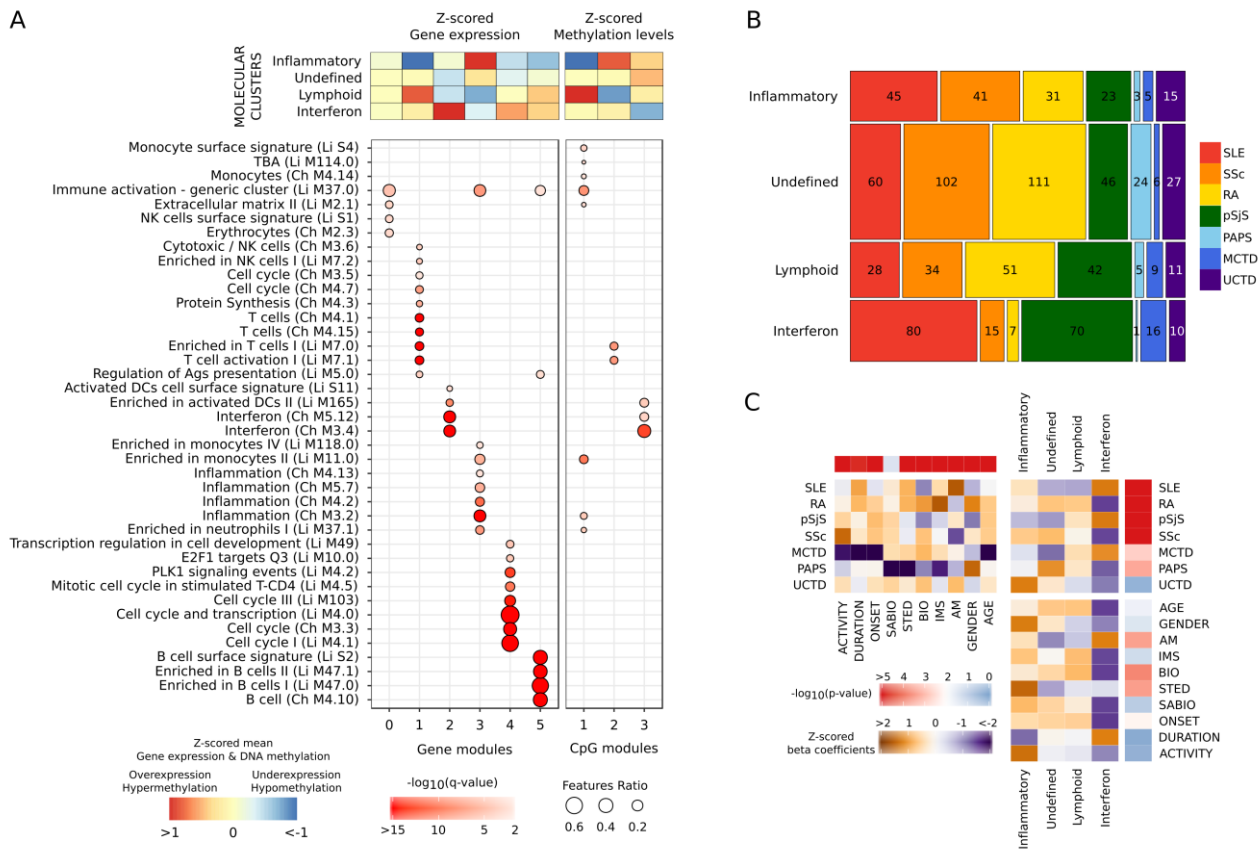 A
Z-scored
Gene expression
Z-scored
Methylation levels
MOLECULAR
CLUSTERS
Inflammatory
Undefined
Lymphoid
Interferon
Monocyte surface signature (Li S4)
TBA (Li M114.0)
Monocytes (Ch M4.14)
Immune activation - generic cluster (Li M37.0)
Extracellular matrix II (Li M2.1)
NK cells surface signature (Li S1)
Erythrocytes (Ch M2.3)
Cytotoxic / NK cells (Ch M3.6)
Enriched in NK cells I (Li M7.2)
Cell cycle (Ch M3.5)
Cell cycle (Ch M4.7)
Protein Synthesis (Ch M4.3)
T cells (Ch M4.1)
T cells (Ch M4.15)
Enriched in T cells I (Li M7.0)
T cell activation I (Li M7.1)
Regulation of Ags presentation (Li M5.0)
Activated DCs cell surface signature (Li S11)
Enriched in activated DCs II (Li M165)
Interferon (Ch M5.12)
Interferon (Ch M3.4)
Enriched in monocytes IV (Li M118.0)
Enriched in monocytes II (Li M11.0)
Inflammation (Ch M4.13)
Inflammation (Ch M5.7)
Inflammation (Ch M4.2)
Inflammation (Ch M3.2)
Enriched in neutrophils I (Li M37.1)
Transcription regulation in cell development (Li M49)
E2F1 targets Q3 (Li M10.0)
PLK1 signaling events (Li M4.2)
Mitotic cell cycle in stimulated T-CD4 (Li M4.5)
Cell cycle III (Li M103)
Cell cycle and transcription (Li M4.0)
Cell cycle (Ch M3.3)
Cell cycle I (Li M4.1)
B cell surface signature (Li S2)
Enriched in B cells II (Li M47.1)
Enriched in B cells I (Li M47.0)
B cell (Ch M4.10)
0 1 2 3 4 5
1 2 3
Gene modules
CpG modules
Z-scored mean
Gene expression & DNA methylation
Overexpression
Hypermethylation
Underexpression
Hypomethylation
>1 0 <-1
-log10(q-value)
>15 10 5 2
Features Ratio
0.6 0.4 0.2
B
Inflammatory
45 41 31 23 3 5 15
Undefined
60 102 111 46 24 6 27
Lymphoid
28 34 51 42 5 9 11
Interferon
80 15 7 70 1 16 10
SLE
SSc
RA
pSjS
PAPS
MCTD
UCTD
C
SLE
RA
pSjS
SSc
MCTD
PAPS
UCTD
ACTIVITY
DURATION
ONSET
SABIO
STED
BIO
IMS
AM
GENDER
AGE
>5 4 3 2 1 0
-log10(p-value)
>2 1 0 -1 <-2
Z-scored
beta coefficients
Inflammatory
Undefined
Lymphoid
Interferon
SLE
RA
pSjS
SSc
MCTD
PAPS
UCTD
AGE
GENDER
AM
IMS
BIO
STED
SABIO
ONSET
DURATION
ACTIVITY
Inflammatory
Undefined
Lymphoid
Interferon